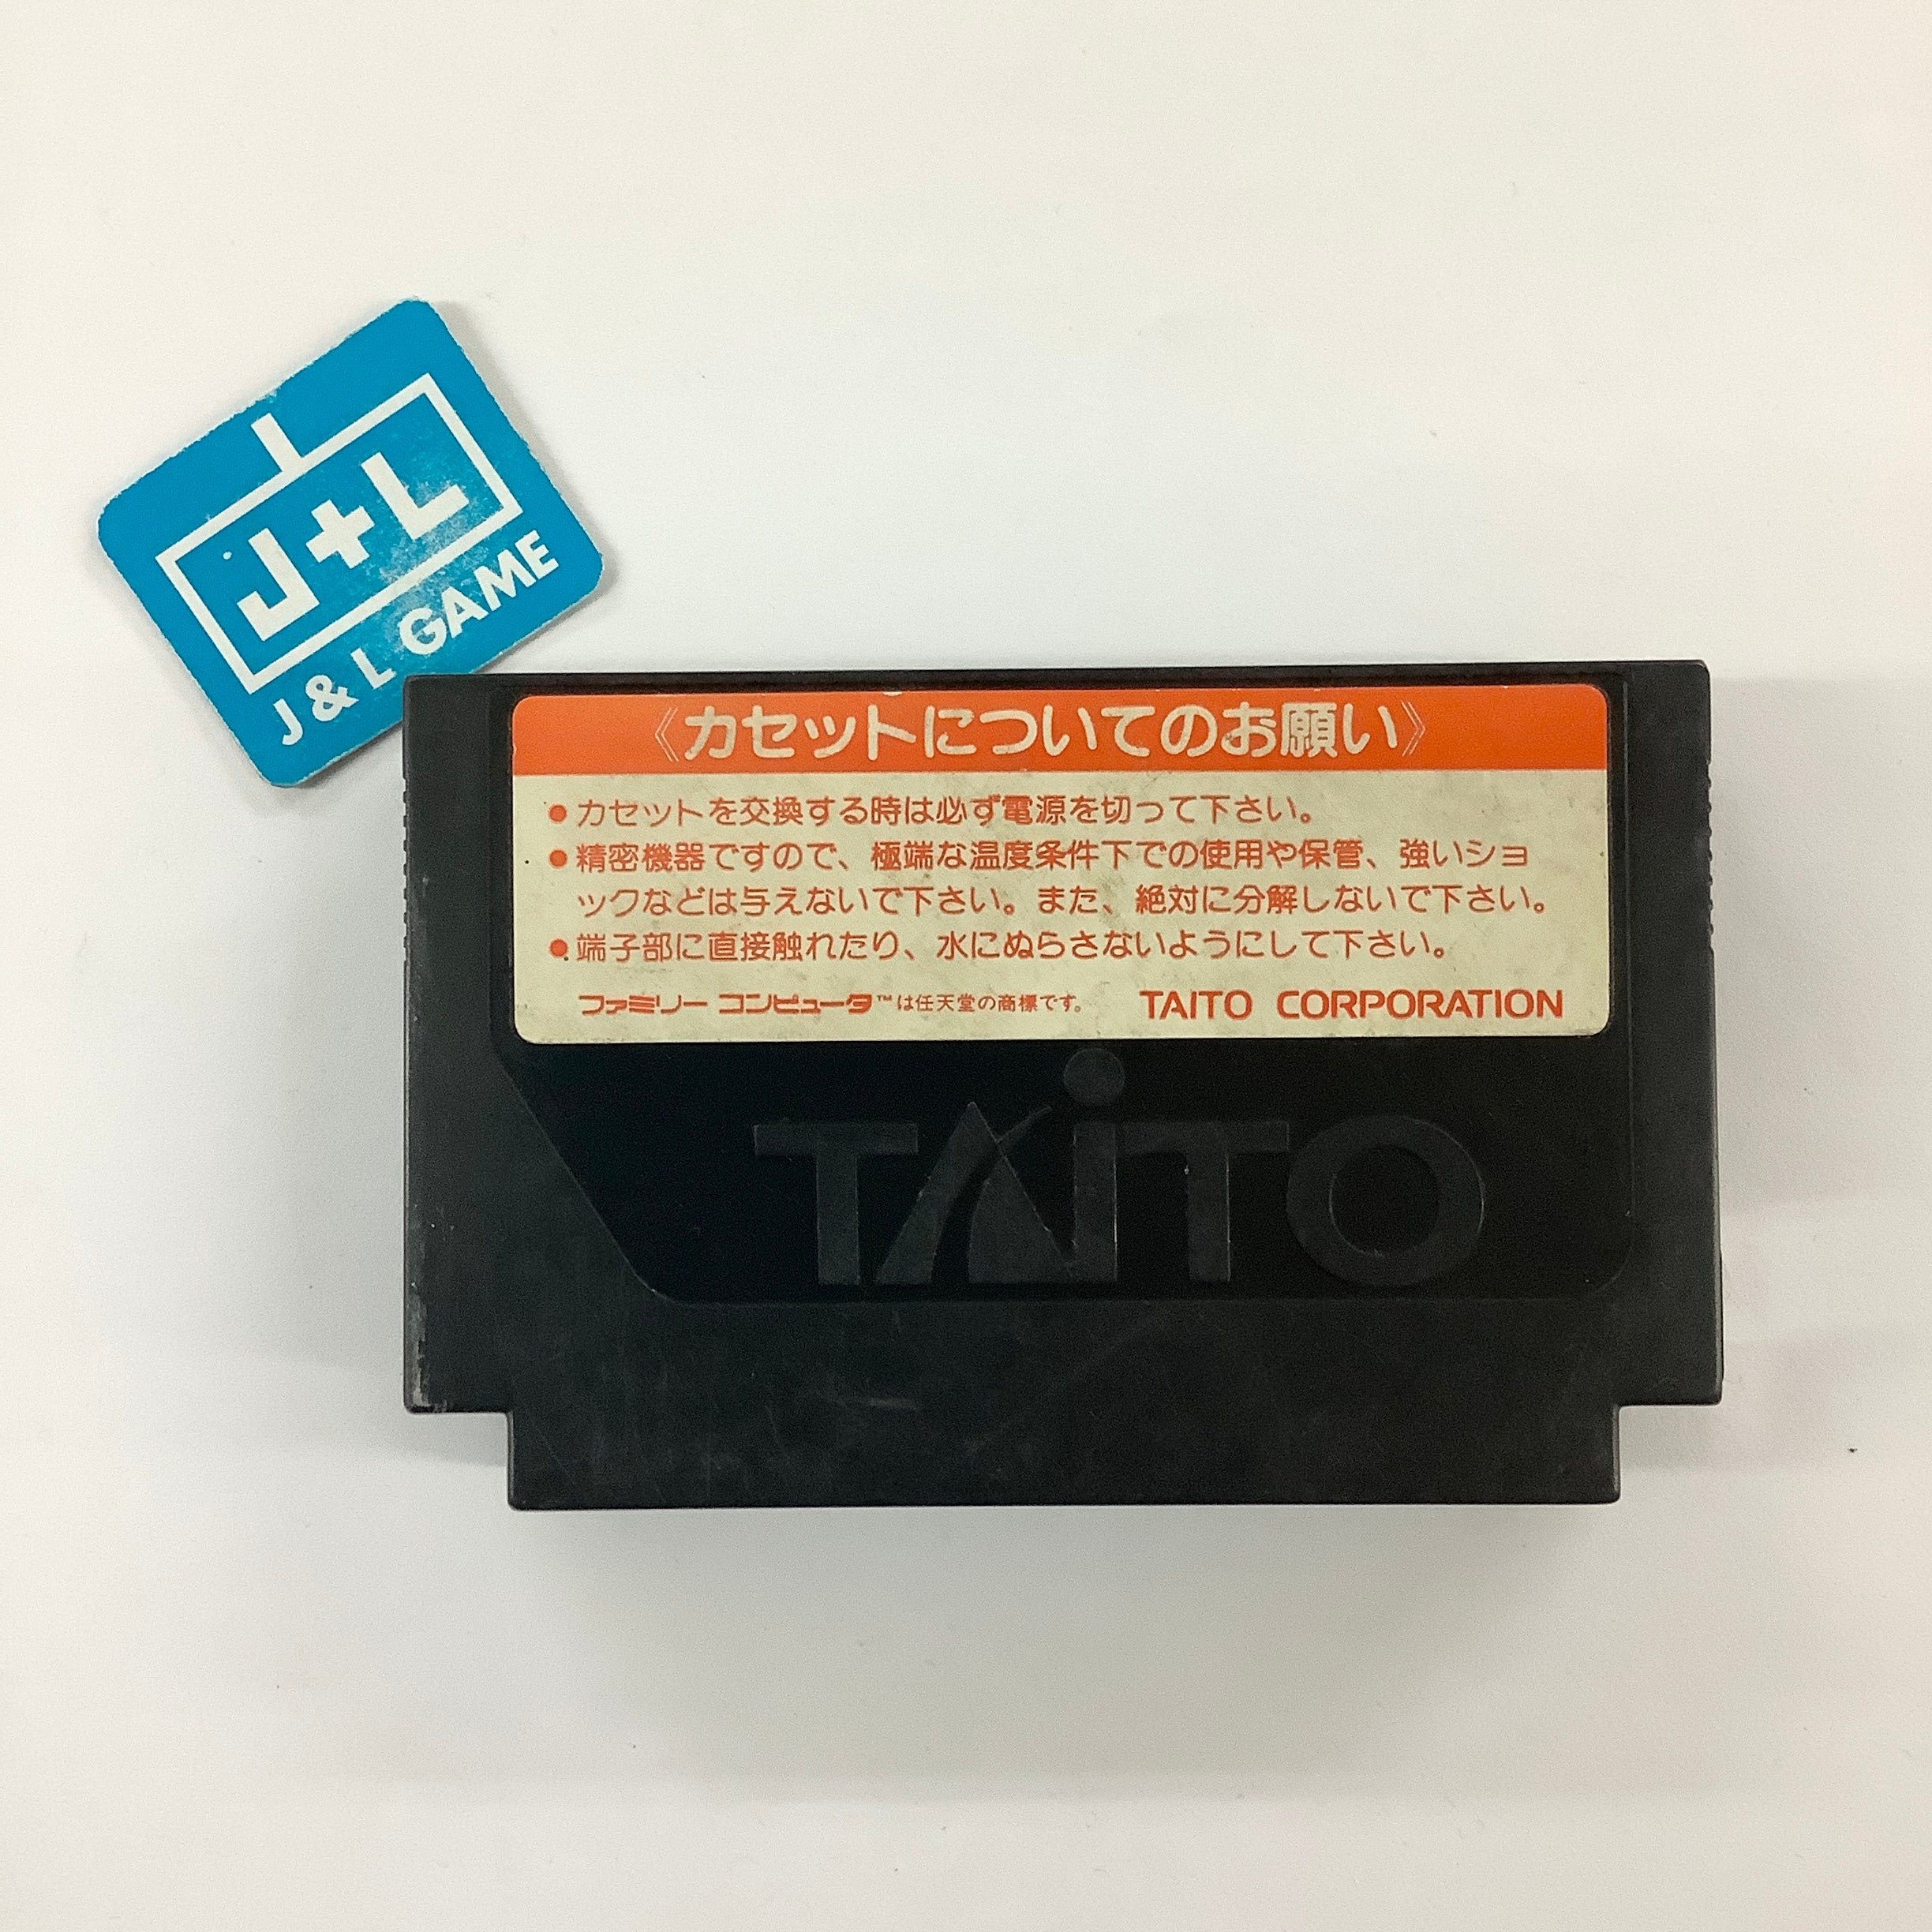 J+L
J & L GAME
《カセットについてのお願い》
●カセットを交換する時は必ず電源を切って下さい。
●精密機器ですので、極端な温度条件下での使用や保管、強いショ
ックなどは与えないで下さい。また、絶対に分解しないで下さい。
●端子部に直接触れたり、水にぬらさないようにして下さい。
ファミリー コンピュータ™は任天堂の商標です。 TAITO CORPORATION
TAiTO